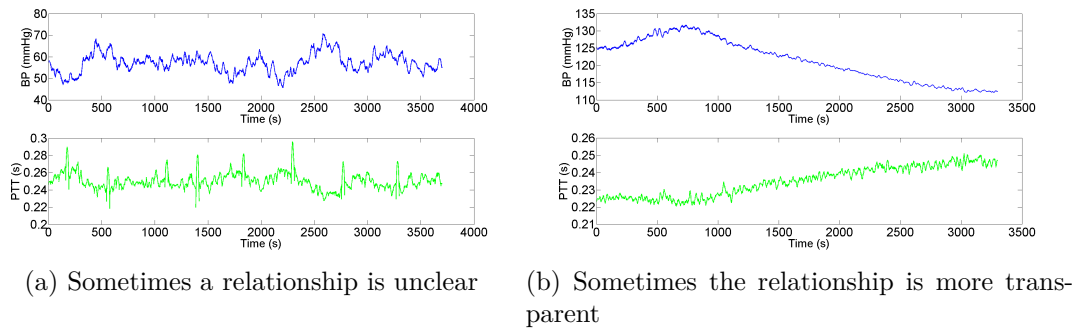 BP (mmHg)
80
70
60
50
40
0 500 1000 1500 2000 2500 3000 3500 4000
Time (s)
PTT (s)
0.3
0.28
0.26
0.24
0.22
0.2
0 500 1000 1500 2000 2500 3000 3500 4000
Time (s)
(a) Sometimes a relationship is unclear
BP (mmHg)
135
130
125
120
115
110
0 500 1000 1500 2000 2500 3000 3500
Time (s)
PTT (s)
0.26
0.25
0.24
0.23
0.22
0.21
0 500 1000 1500 2000 2500 3000 3500
Time (s)
(b) Sometimes the relationship is more trans-
parent